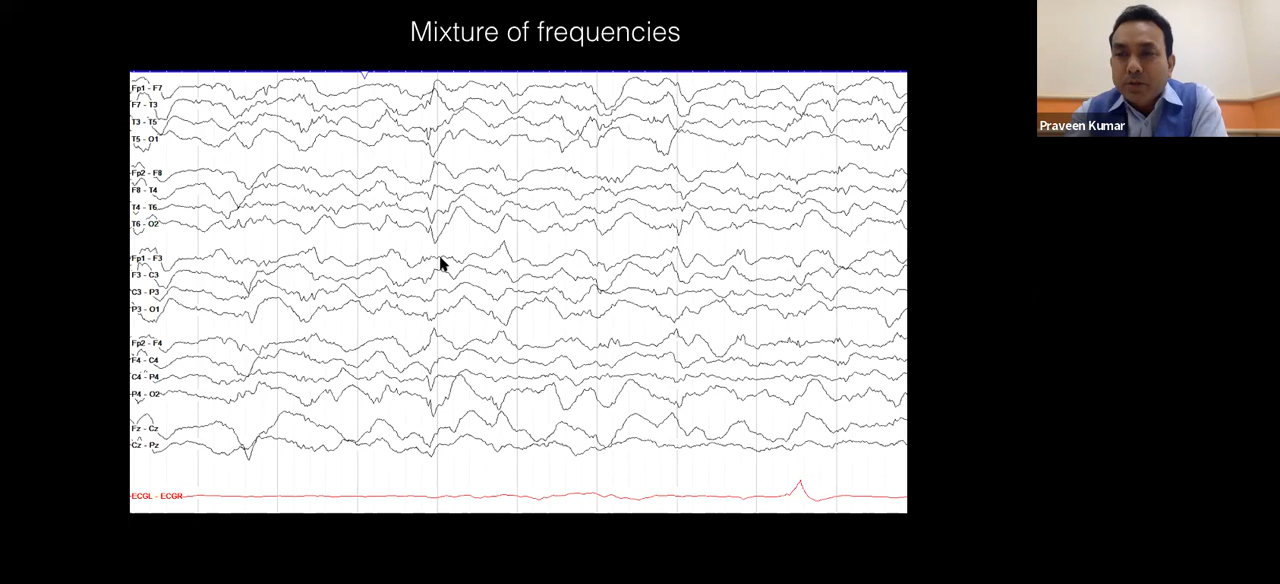 Mixture of frequencies
Praveen Kumar
Fp1 - F7
F7 - T3
T3 - T5
T5 - O1
Fp2 - F8
F8 - T4
T4 - T6
T6 - O2
Fp1 - F3
F3 - C3
C3 - P3
P3 - O1
Fp2 - F4
F4 - C4
C4 - P4
P4 - O2
Fz - Cz
Cz - Pz
ECGL - ECGR